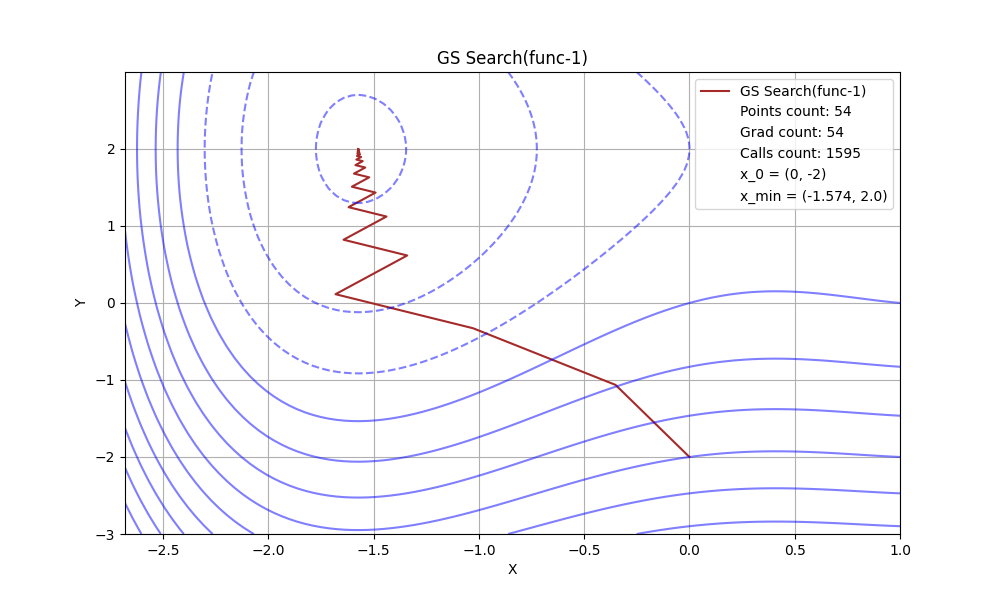 GS Search(func-1)
GS Search(func-1)
Points count: 54
Grad count: 54
Calls count: 1595
x_0 = (0, -2)
x_min = (-1.574, 2.0)
Y
2
1
0
−1
−2
−3
−2.5 −2.0 −1.5 −1.0 −0.5 0.0 0.5 1.0
X